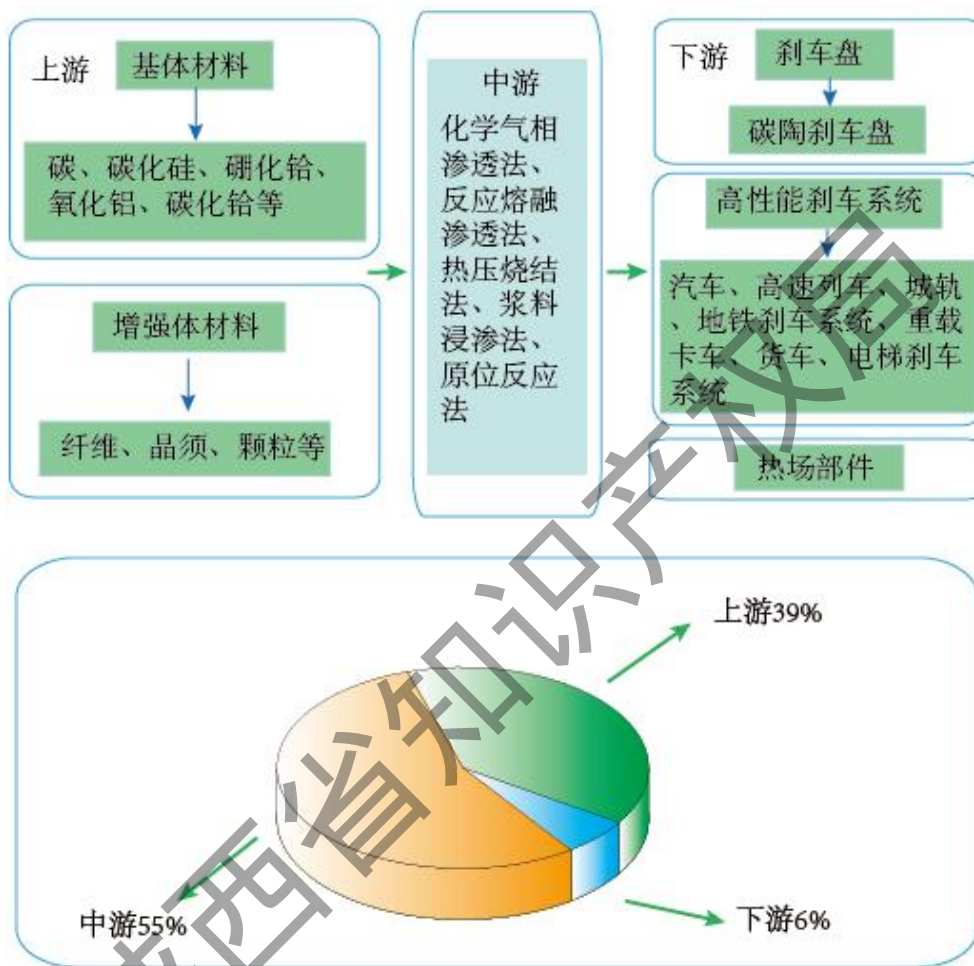 上游
基体材料
碳、碳化硅、硼化铪、
氧化铝、碳化铪等
增强体材料
纤维、晶须、颗粒等
中游
化学气相
渗透法、
反应熔融
渗透法、
热压烧结
法、浆料
浸渗法、
原位反应
法
下游
刹车盘
碳陶刹车盘
高性能刹车系统
汽车、高速列车、城轨
、地铁刹车系统、重载
卡车、货车、电梯刹车
系统
热场部件
上游39%
中游55%
下游6%
西省知识产权局